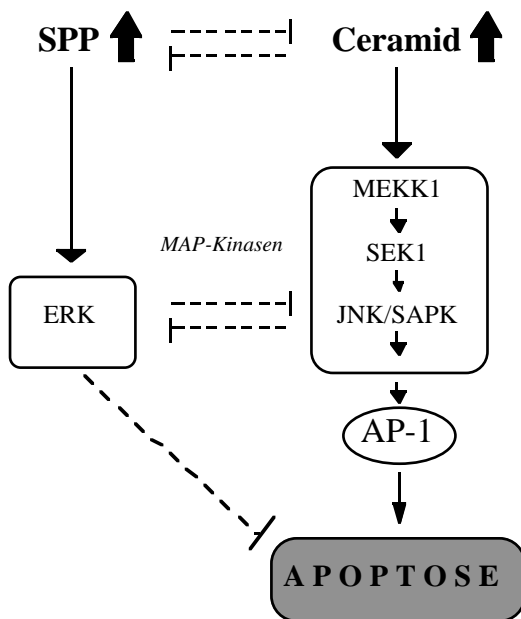 SPP
Ceramid
MEKK1
MAP-Kinasen
SEK1
ERK
JNK/SAPK
AP-1
APOPTOSE